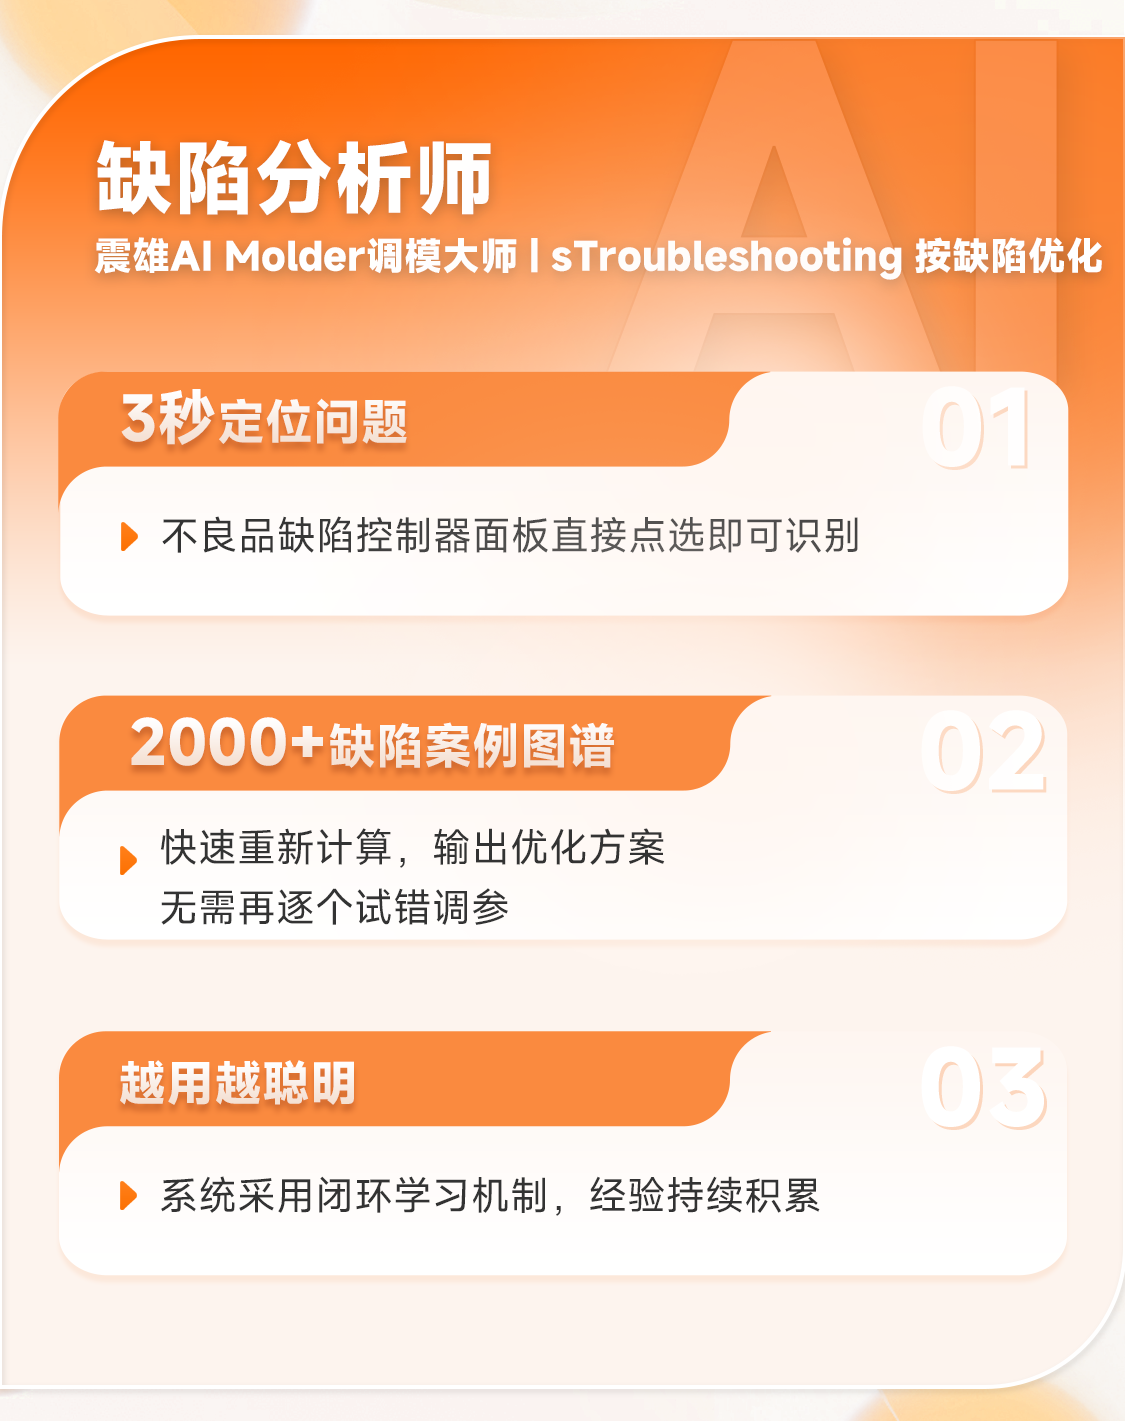 AI
缺陷分析师
震雄AI Molder调模大师 | sTroubleshooting 按缺陷优化
3秒定位问题
01
不良品缺陷控制器面板直接点选即可识别
2000+缺陷案例图谱
02
快速重新计算，输出优化方案
无需再逐个试错调参
越用越聪明
03
系统采用闭环学习机制，经验持续积累